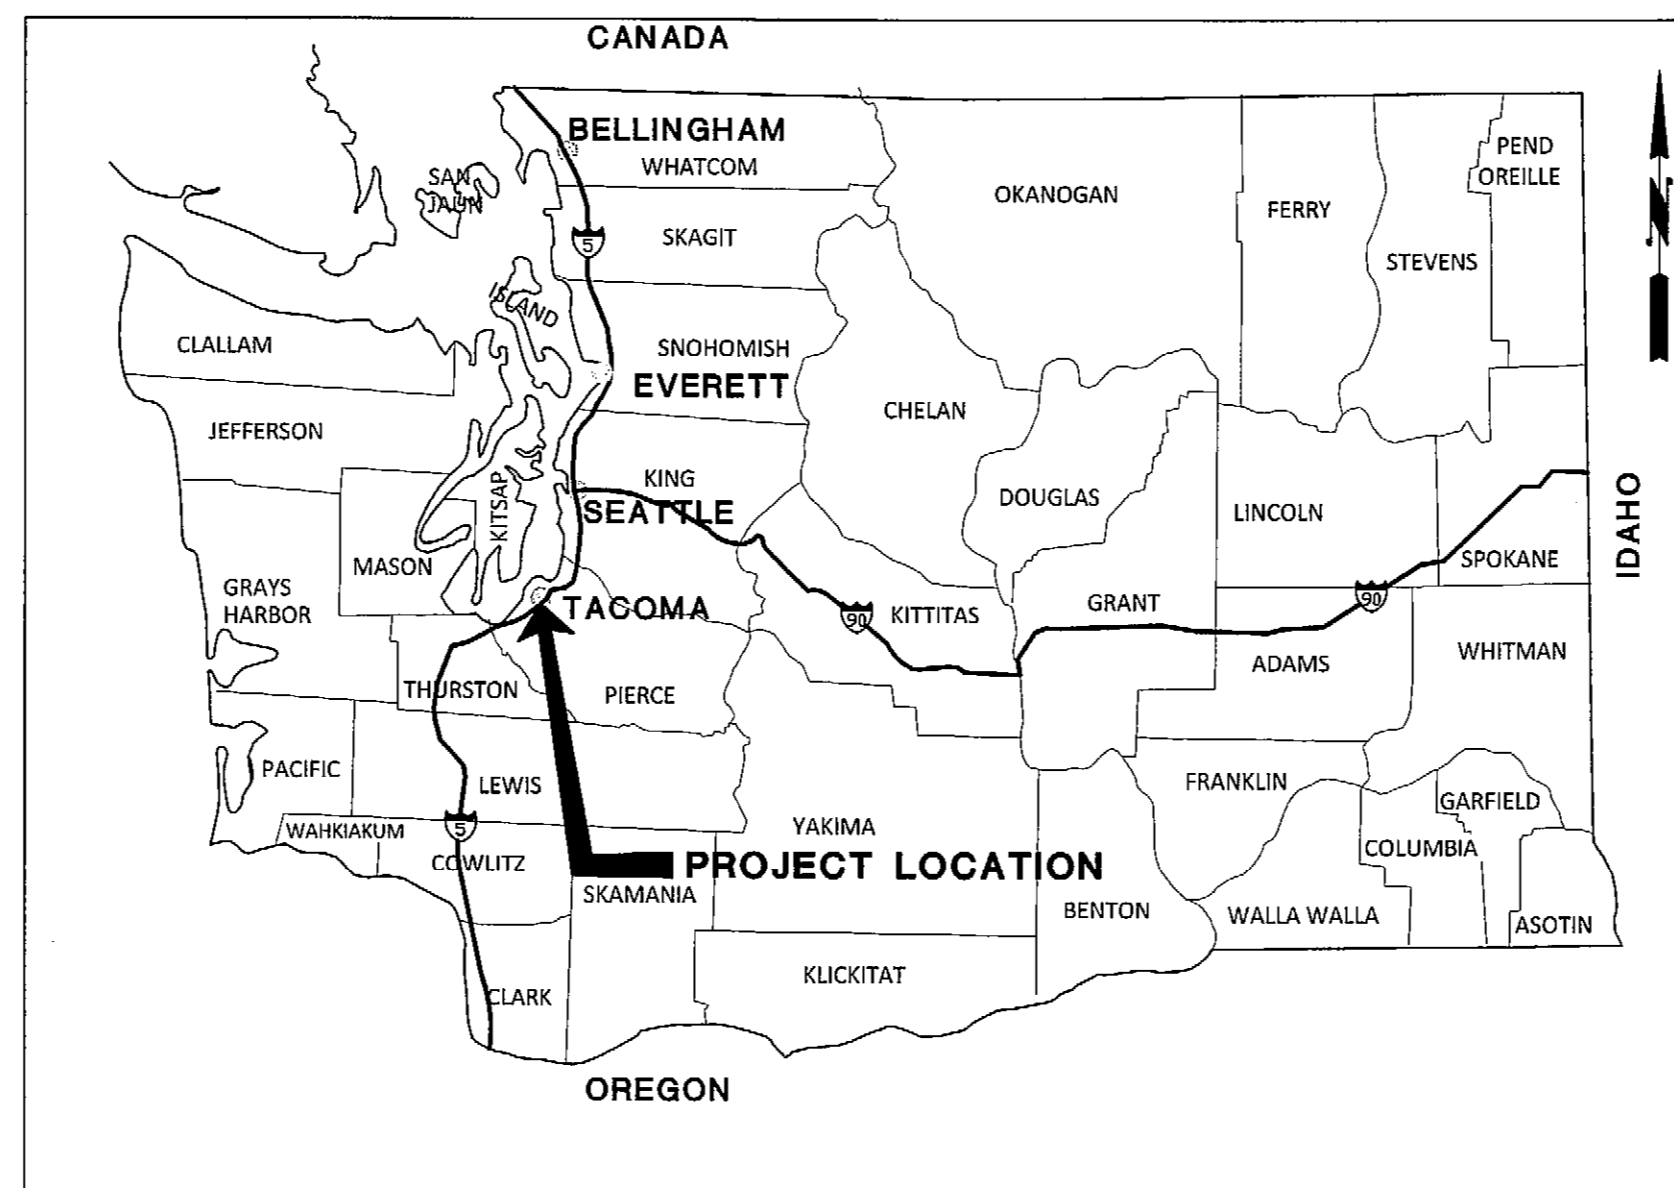 CANADA
BELLINGHAM
WHATCOM
PEND
OREILLE
SAN
JAUN
OKANOGAN
FERRY
N
SKAGIT
5
STEVENS
ISLAND
CLALLAM
SNOHOMISH
EVERETT
CHELAN
JEFFERSON
KING
KITSAP
SEATTLE
DOUGLAS
LINCOLN
IDAHO
SPOKANE
MASON
GRAYS
HARBOR
TACOMA
90
KITTITAS
GRANT
90
WHITMAN
ADAMS
THURSTON
PIERCE
PACIFIC
LEWIS
FRANKLIN
GARFIELD
WAHKIAKUM
5
YAKIMA
COLUMBIA
COWLITZ
PROJECT LOCATION
SKAMANIA
BENTON
WALLA WALLA
ASOTIN
KLICKITAT
CLARK
OREGON